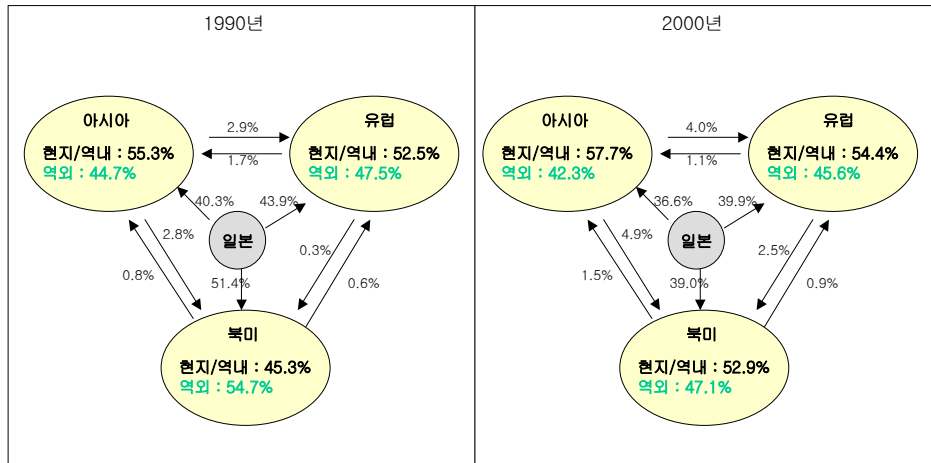 1990년
아시아
현지/역내 : 55.3%
역외 : 44.7%
2.9%
1.7%
유럽
현지/역내 : 52.5%
역외 : 47.5%
40.3%
43.9%
일본
2.8%
0.8%
51.4%
0.3%
0.6%
북미
현지/역내 : 45.3%
역외 : 54.7%
2000년
아시아
현지/역내 : 57.7%
역외 : 42.3%
4.0%
1.1%
유럽
현지/역내 : 54.4%
역외 : 45.6%
36.6%
39.9%
일본
4.9%
1.5%
39.0%
2.5%
0.9%
북미
현지/역내 : 52.9%
역외 : 47.1%